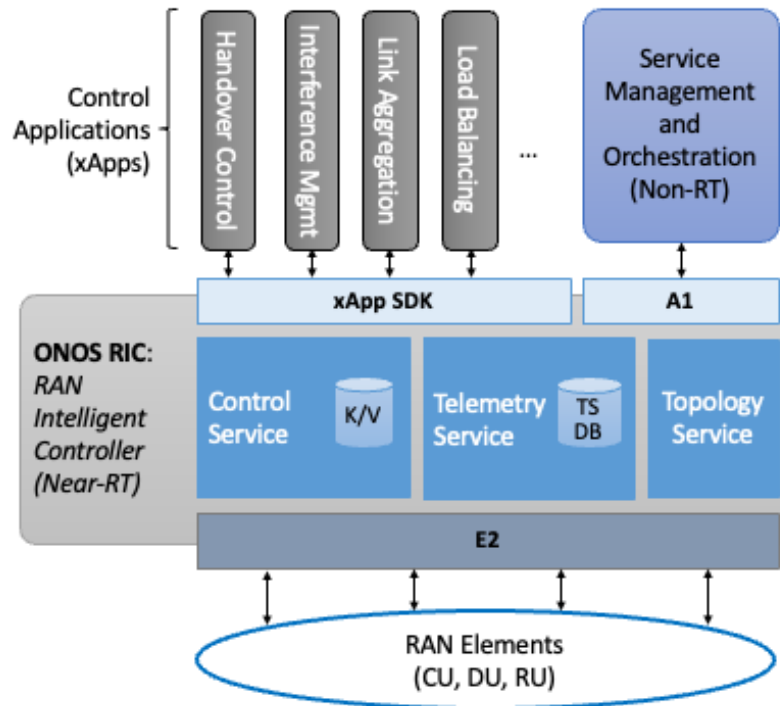 Control
Applications
(xApps)
Handover Control
Interference Mgmt
Link Aggregation
Load Balancing
...
Service
Management
and
Orchestration
(Non-RT)
xApp SDK
A1
ONOS RIC:
RAN
Intelligent
Controller
(Near-RT)
Control
Service
K/V
Telemetry
Service
TS
DB
Topology
Service
E2
RAN Elements
(CU, DU, RU)